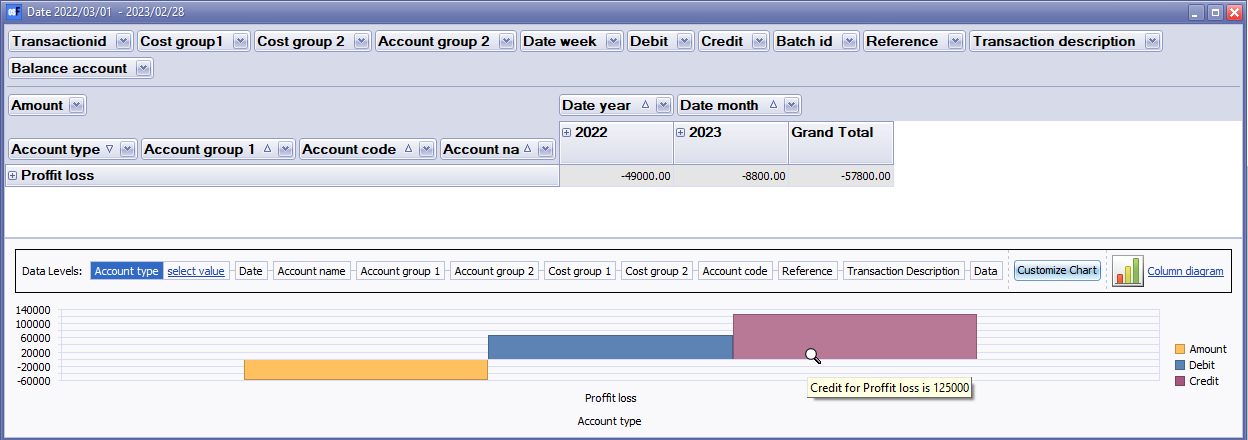 Date 2022/03/01 - 2023/02/28
Transactionid Cost group1 Cost group 2 Account group 2 Date week Debit Credit Batch id Reference Transaction description
Balance account
Amount Date year Date month
2022 2023 Grand Total
Account type Account group 1 Account code Account na
Proffit loss -49000.00 -8800.00 -57800.00
Data Levels: Account type select value Date Account name Account group 1 Account group 2 Cost group 1 Cost group 2 Account code Reference Transaction Description Data Customize Chart Column diagram
140000
100000
60000
20000
-20000
-60000
Amount
Debit
Credit
Credit for Proffit loss is 125000
Proffit loss
Account type